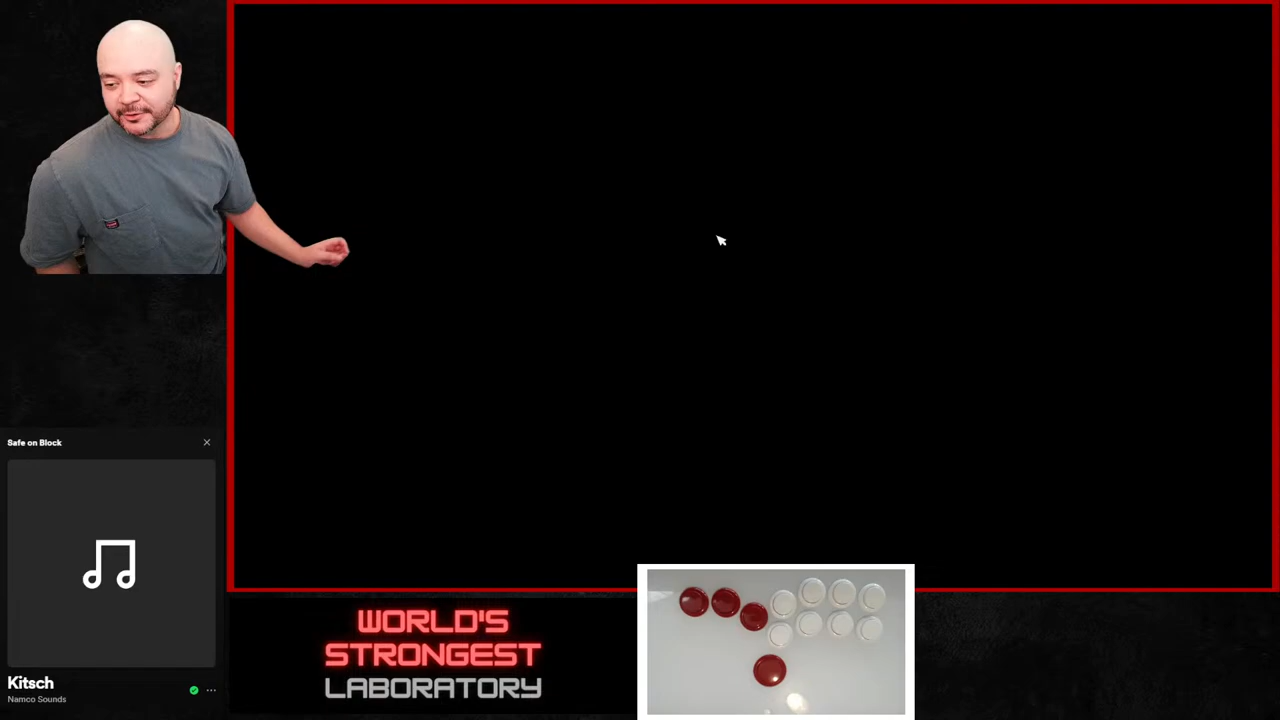 Safe on Block
Kitsch
Namco Sounds
WORLD'S
STRONGEST
LABORATORY